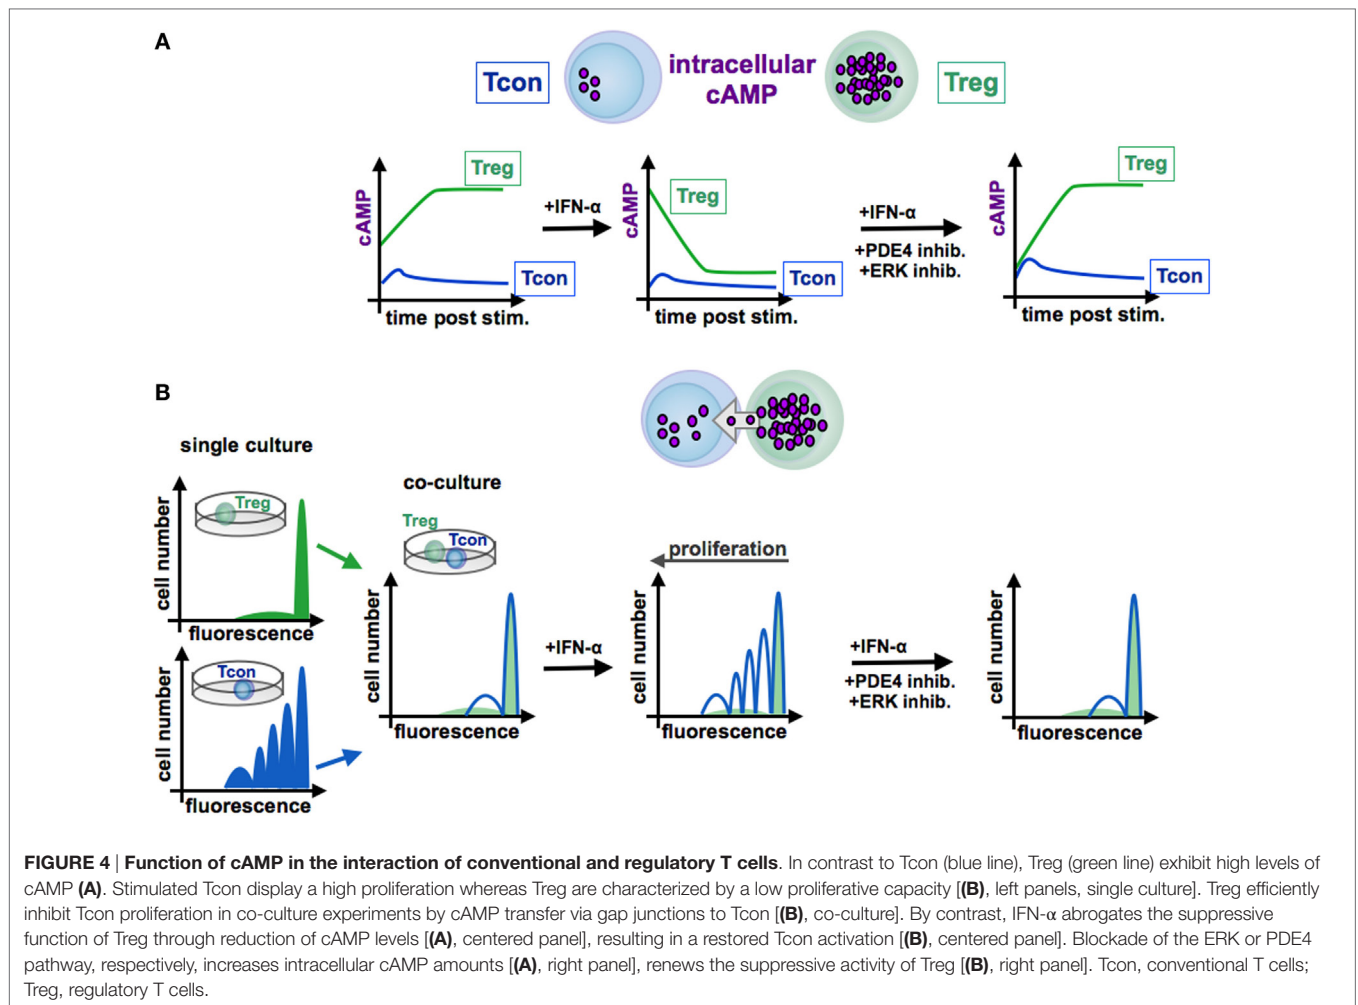 A
Tcon
intracellular
cAMP
Treg
cAMP
Treg
Tcon
time post stim.
+IFN-α
cAMP
Treg
Tcon
time post stim.
+IFN-α
+PDE4 inhib.
+ERK inhib.
cAMP
Treg
Tcon
time post stim.
B
single culture
cell number
Treg
fluorescence
cell number
Tcon
fluorescence
co-culture
Treg
Tcon
cell number
fluorescence
+IFN-α
proliferation
cell number
fluorescence
+IFN-α
+PDE4 inhib.
+ERK inhib.
cell number
fluorescence
FIGURE 4 | Function of cAMP in the interaction of conventional and regulatory T cells. In contrast to Tcon (blue line), Treg (green line) exhibit high levels of
cAMP (A). Stimulated Tcon display a high proliferation whereas Treg are characterized by a low proliferative capacity [(B), left panels, single culture]. Treg efficiently
inhibit Tcon proliferation in co-culture experiments by cAMP transfer via gap junctions to Tcon [(B), co-culture]. By contrast, IFN-α abrogates the suppressive
function of Treg through reduction of cAMP levels [(A), centered panel], resulting in a restored Tcon activation [(B), centered panel]. Blockade of the ERK or PDE4
pathway, respectively, increases intracellular cAMP amounts [(A), right panel], renews the suppressive activity of Treg [(B), right panel]. Tcon, conventional T cells;
Treg, regulatory T cells.